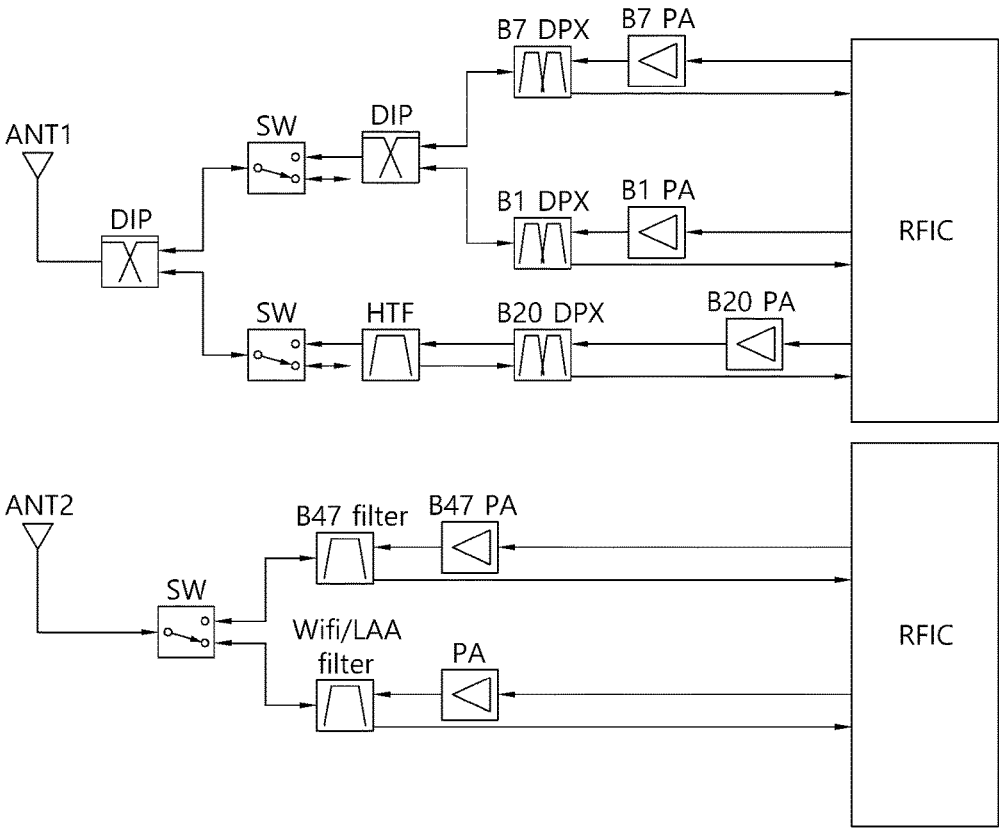 B7 DPX
B7 PA
ANT1
SW
DIP
DIP
B1 DPX
B1 PA
RFIC
SW
HTF
B20 DPX
B20 PA
ANT2
B47 filter
B47 PA
SW
Wifi/LAA
filter
PA
RFIC